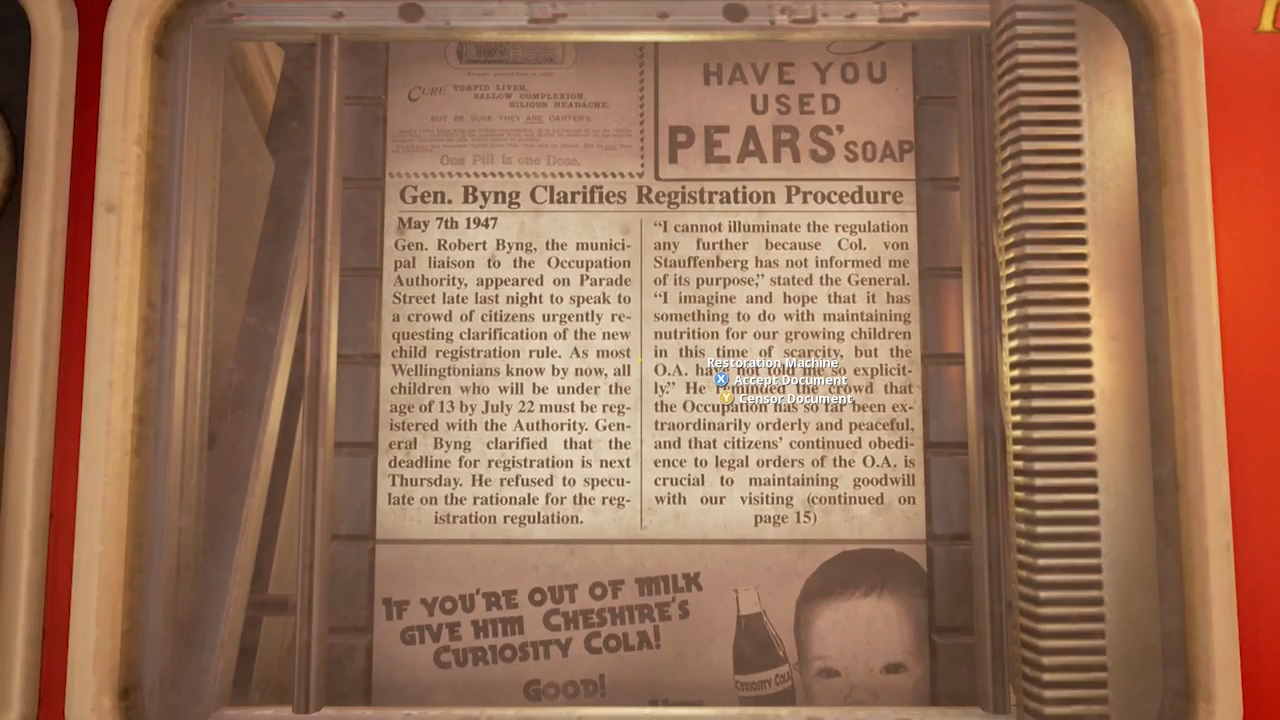 CURE TORPID LIVER,
SALLOW COMPLEXION,
BILIOUS HEADACHE.
BUT BE SURE THEY ARE CARTER'S.
One Pill is one Dose.
HAVE YOU
USED
PEARS' SOAP
Gen. Byng Clarifies Registration Procedure
May 7th 1947
Gen. Robert Byng, the munici-
pal liaison to the Occupation
Authority, appeared on Parade
Street late last night to speak to
a crowd of citizens urgently re-
questing clarification of the new
child registration rule. As most
Wellingtonians know by now, all
children who will be under the
age of 13 by July 22 must be reg-
istered with the Authority. Gen-
eral Byng clarified that the
deadline for registration is next
Thursday. He refused to specu-
late on the rationale for the reg-
istration regulation.
“I cannot illuminate the regulation
any further because Col. von
Stauffenberg has not informed me
of its purpose,” stated the General.
“I imagine and hope that it has
something to do with maintaining
nutrition for our growing children
in this time of scarcity, but the
O.A. have not told me so explicit-
ly.” He reminded the crowd that
the Occupation has so far been ex-
traordinarily orderly and peaceful,
and that citizens’ continued obedi-
ence to legal orders of the O.A. is
crucial to maintaining goodwill
with our visiting (continued on
page 15)
Restoration Machine
X Accept Document
Y Censor Document
IF YOU'RE OUT OF MILK
GIVE HIM CHESHIRE'S
CURIOSITY COLA!
GOOD!
CURIOSITY COLA